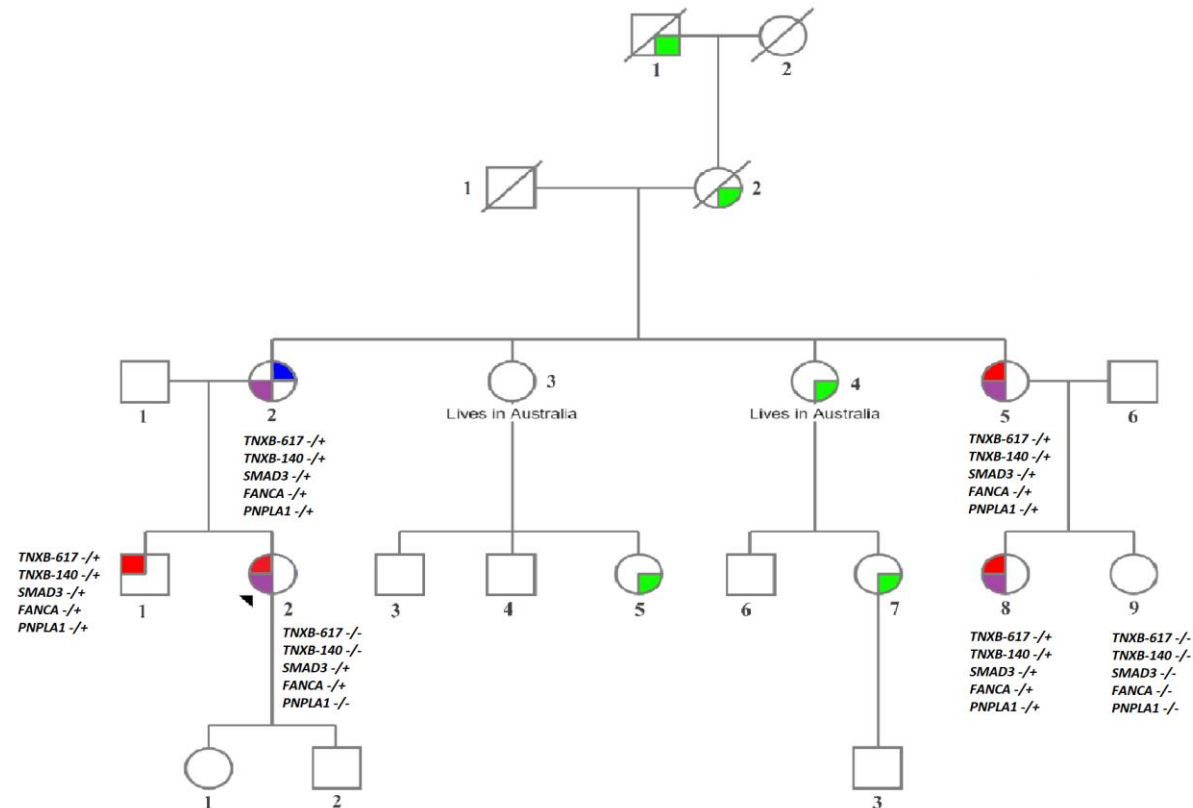 1
2
1
2
1
2
3
4
5
6
Lives in Australia
Lives in Australia
TNXB-617 -/+
TNXB-140 -/+
SMAD3 -/+
FANCA -/+
PNPLA1 -/+
TNXB-617 -/+
TNXB-140 -/+
SMAD3 -/+
FANCA -/+
PNPLA1 -/+
TNXB-617 -/+
TNXB-140 -/+
SMAD3 -/+
FANCA -/+
PNPLA1 -/+
1
2
3
4
5
6
7
8
9
TNXB-617 -/-
TNXB-140 -/-
SMAD3 -/+
FANCA -/+
PNPLA1 -/-
TNXB-617 -/+
TNXB-140 -/+
SMAD3 -/+
FANCA -/+
PNPLA1 -/+
TNXB-617 -/-
TNXB-140 -/-
SMAD3 -/-
FANCA -/-
PNPLA1 -/-
1
2
3